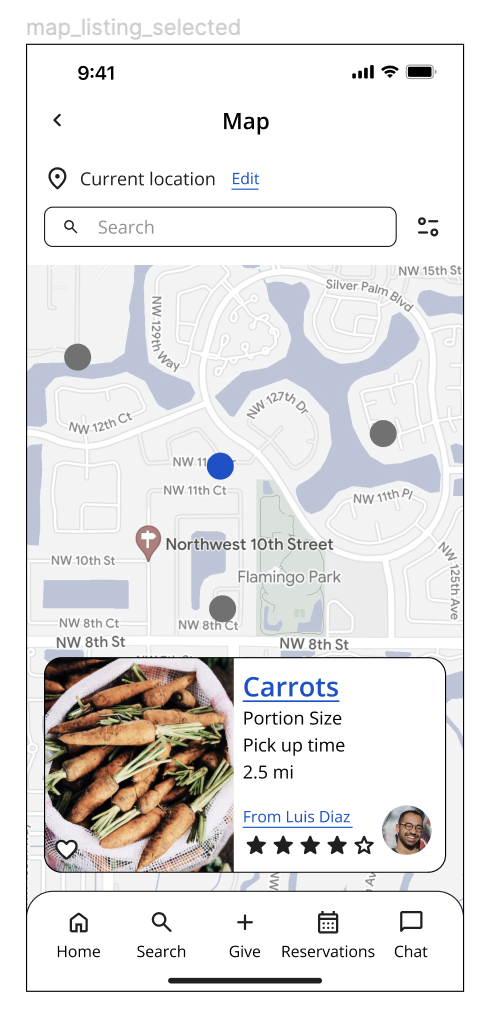 map_listing_selected
9:41
Map
Current location Edit
Search
NW 15th St
Silver Palm Blvd
NW 129th Way
NW 127th Dr
NW 12th Ct
NW 11
NW 11th Ct
NW 11th Pl
Northwest 10th Street
NW 10th St
Flamingo Park
NW 125th Ave
NW 8th Ct
NW 8th Ct
NW 8th St
NW 8th St
Carrots
Portion Size
Pick up time
2.5 mi
From Luis Diaz
Home
Search
Give
Reservations
Chat